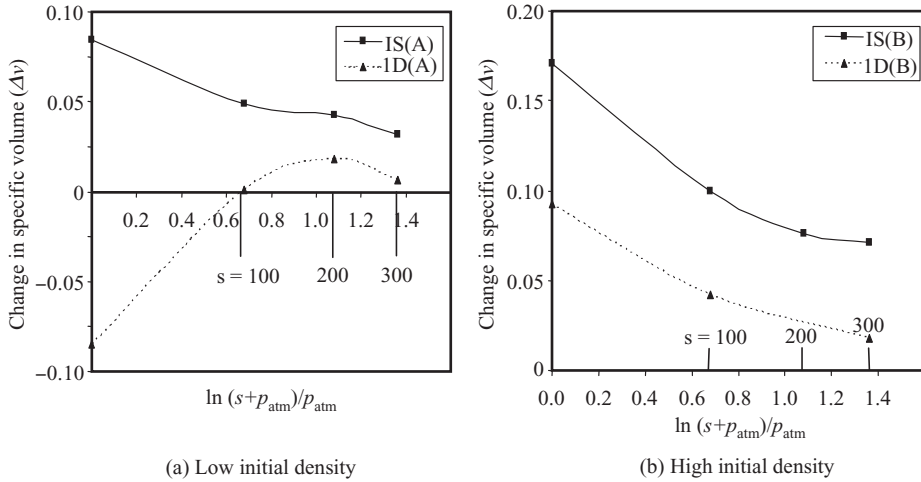 0.10
0.05
0
−0.05
−0.10
Change in specific volume (Δv)
IS(A)
1D(A)
0.2 0.4 0.6 0.8 1.0 1.2 1.4
s = 100 200 300
ln (s+patm)/patm
(a) Low initial density
0.20
0.15
0.10
0.05
0
Change in specific volume (Δv)
IS(B)
1D(B)
s = 100 200 300
0.0 0.2 0.4 0.6 0.8 1.0 1.2 1.4
ln (s+patm)/patm
(b) High initial density